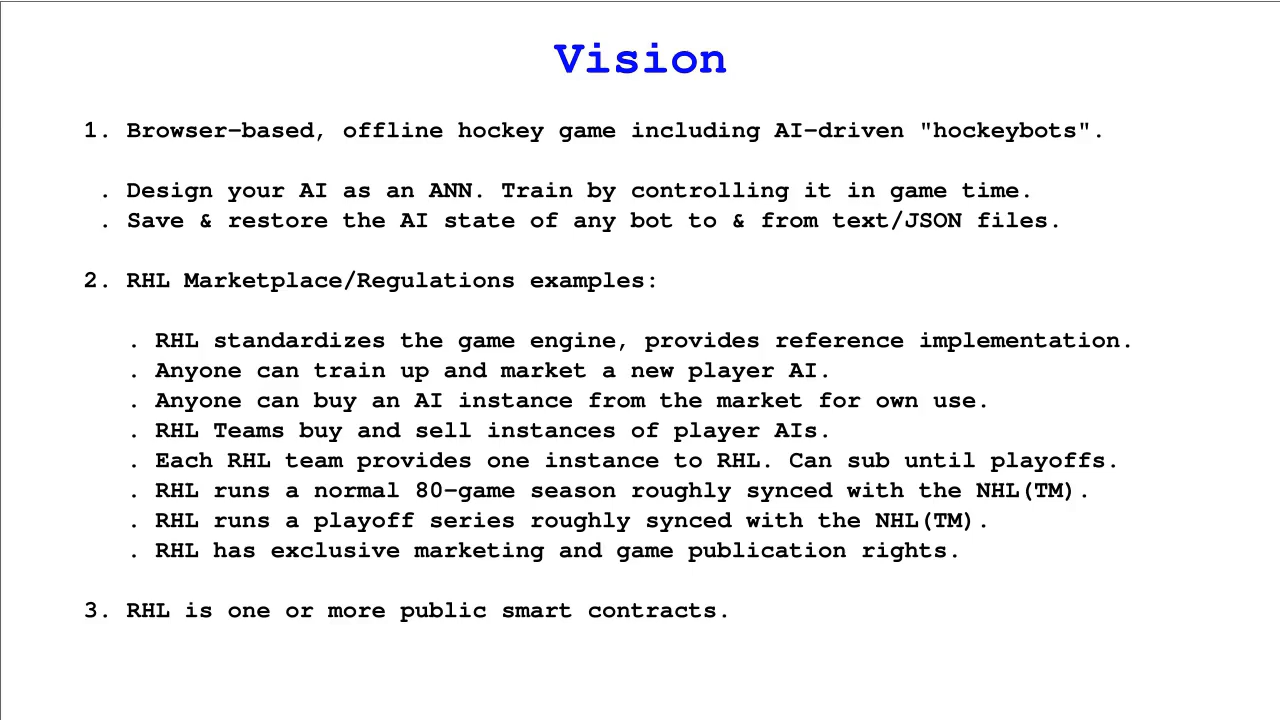 Vision
1. Browser-based, offline hockey game including AI-driven "hockeybots".
. Design your AI as an ANN. Train by controlling it in game time.
. Save & restore the AI state of any bot to & from text/JSON files.
2. RHL Marketplace/Regulations examples:
. RHL standardizes the game engine, provides reference implementation.
. Anyone can train up and market a new player AI.
. Anyone can buy an AI instance from the market for own use.
. RHL Teams buy and sell instances of player AIs.
. Each RHL team provides one instance to RHL. Can sub until playoffs.
. RHL runs a normal 80-game season roughly synced with the NHL(TM).
. RHL runs a playoff series roughly synced with the NHL(TM).
. RHL has exclusive marketing and game publication rights.
3. RHL is one or more public smart contracts.